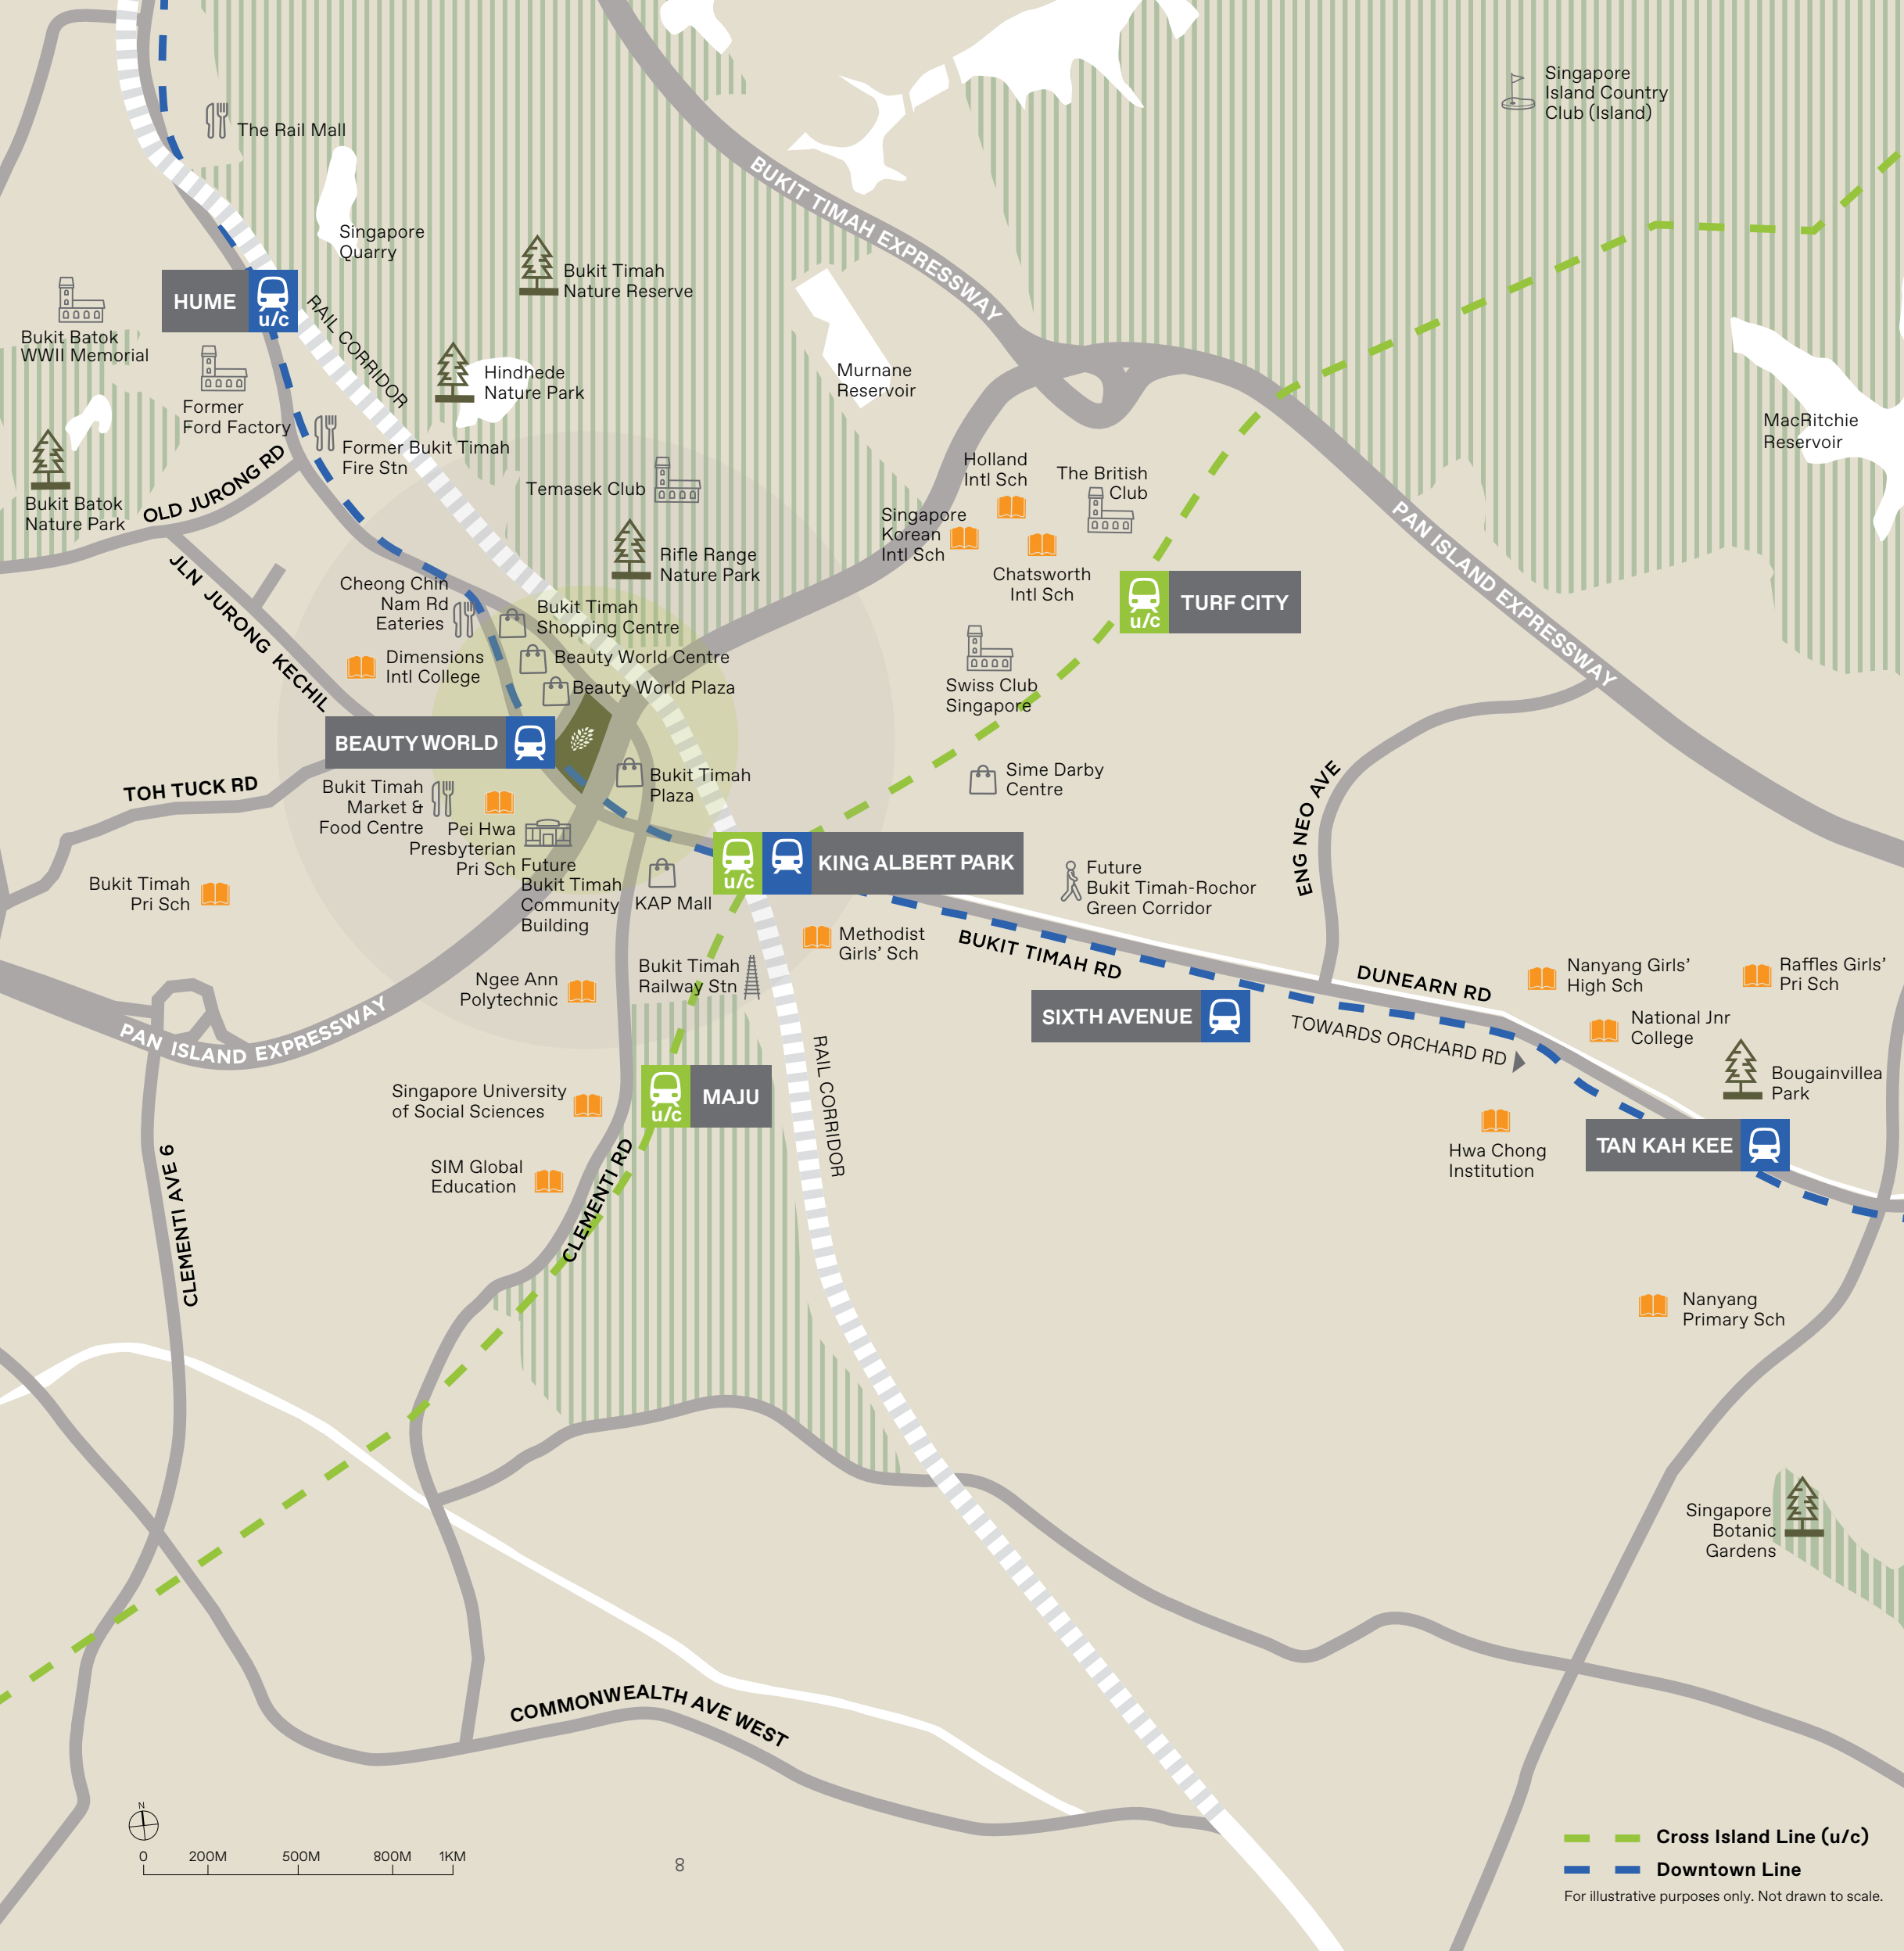 Singapore
Island Country
Club (Island)
The Rail Mall
BUKIT TIMAH EXPRESSWAY
Singapore
Quarry
Bukit Timah
Nature Reserve
HUME
u/c
RAIL CORRIDOR
Bukit Batok
WWII Memorial
Hindhede
Nature Park
Murnane
Reservoir
Former
Ford Factory
MacRitchie
Reservoir
Former Bukit Timah
Fire Stn
OLD JURONG RD
Bukit Batok
Nature Park
Temasek Club
Holland
Intl Sch
The British
Club
Singapore
Korean
Intl Sch
PAN ISLAND EXPRESSWAY
Rifle Range
Nature Park
Chatsworth
Intl Sch
JLN JURONG KECHIL
Cheong Chin
Nam Rd
Eateries
Bukit Timah
Shopping Centre
u/c
TURF CITY
Dimensions
Intl College
Beauty World Centre
Beauty World Plaza
Swiss Club
Singapore
BEAUTY WORLD
TOH TUCK RD
Bukit Timah
Market &
Food Centre
Bukit Timah
Plaza
Sime Darby
Centre
ENG NEO AVE
Pei Hwa
Presbyterian
Pri Sch
Future
Bukit Timah
Community
Building
u/c
KING ALBERT PARK
KAP Mall
Future
Bukit Timah-Rochor
Green Corridor
Bukit Timah
Pri Sch
Methodist
Girls’ Sch
BUKIT TIMAH RD
DUNEARN RD
Ngee Ann
Polytechnic
Bukit Timah
Railway Stn
Nanyang Girls’
High Sch
Raffles Girls’
Pri Sch
SIXTH AVENUE
TOWARDS ORCHARD RD
National Jnr
College
PAN ISLAND EXPRESSWAY
Singapore University
of Social Sciences
u/c
MAJU
RAIL CORRIDOR
Bougainvillea
Park
TAN KAH KEE
Hwa Chong
Institution
SIM Global
Education
CLEMENTI RD
CLEMENTI AVE 6
Nanyang
Primary Sch
Singapore
Botanic
Gardens
COMMONWEALTH AVE WEST
N
0 200M 500M 800M 1KM
8
Cross Island Line (u/c)
Downtown Line
For illustrative purposes only. Not drawn to scale.